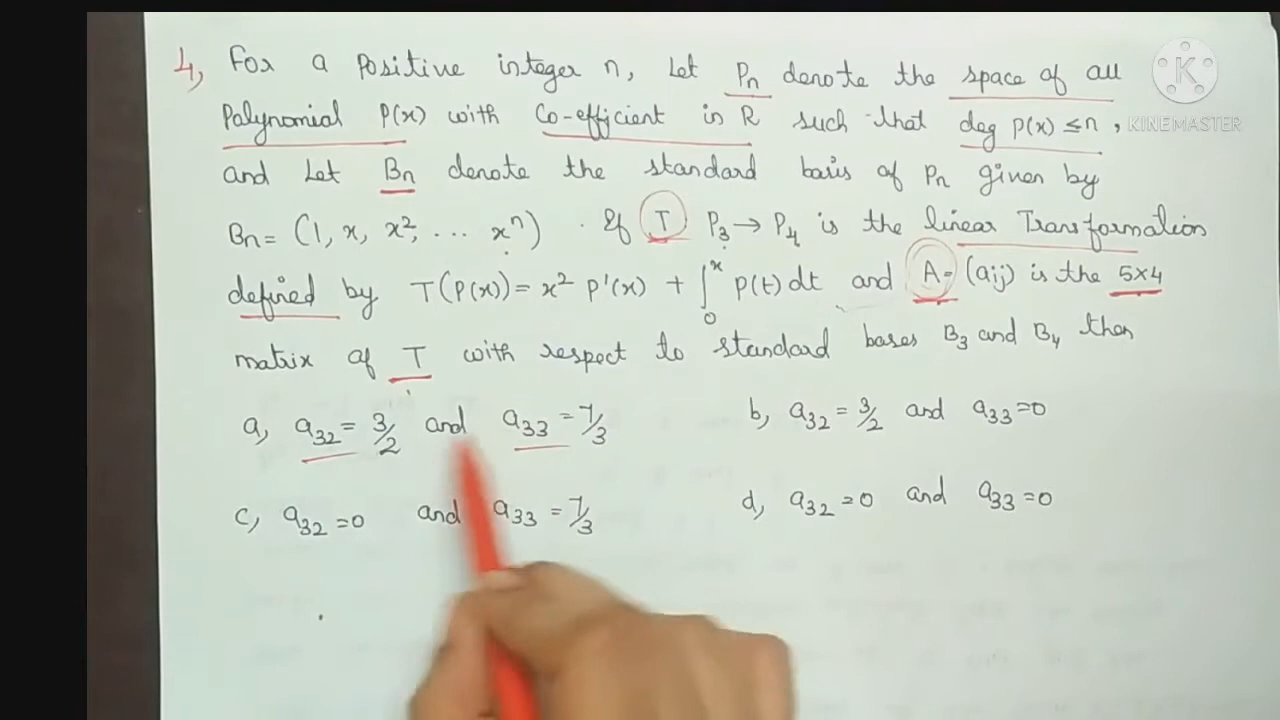 4, For a positive integer n, Let Pn denote the space of all
K
Polynomial P(x) with Co-efficient in R such that deg P(x) ≤ n,
KINEMASTER
and Let Bn denote the standard basis of Pn given by
Bn = (1, x, x², ... xⁿ). If T P₃ → P₄ is the linear Transformation
defined by T(P(x)) = x² P'(x) + ∫₀ˣ P(t) dt and A = (aij) is the 5×4
matrix of T with respect to standard bases B₃ and B₄ then
a, a₃₂ = 3/2 and a₃₃ = 7/3 b, a₃₂ = 3/2 and a₃₃ = 0
c, a₃₂ = 0 and a₃₃ = 7/3 d, a₃₂ = 0 and a₃₃ = 0